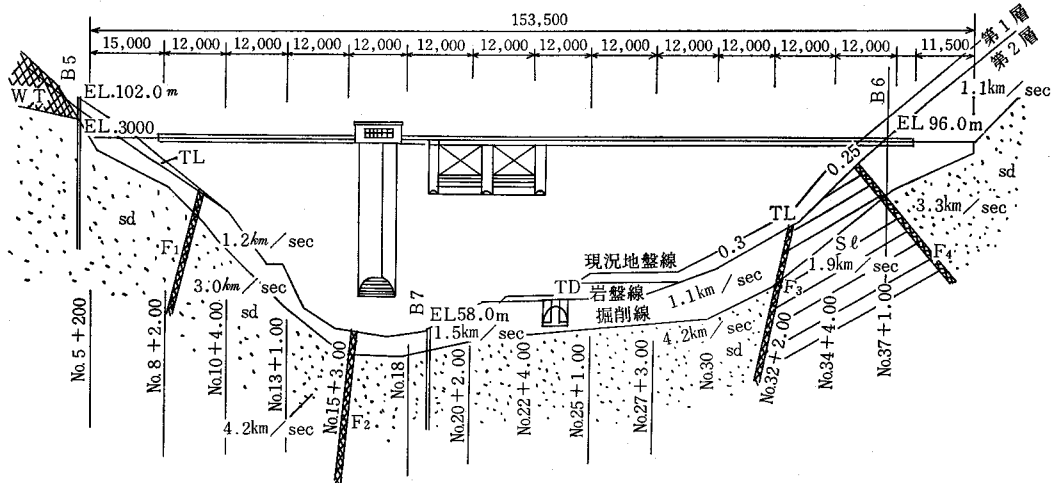 153,500
15,000 12,000 12,000 12,000 12,000 12,000 12,000 12,000 12,000 12,000 12,000 12,000 11,500
B5
WT
EL.102.0m
EL.3000
TL
sd
F₁
1.2km/sec
3.0km/sec
sd
4.2km/sec
F₂
B7
EL58.0m
1.5km/sec
TD
現況地盤線
岩盤線
掘削線
1.1km/sec
4.2km/sec
sd
TL
0.3
0.25
F₃
Sℓ
1.9km/sec
F₄
3.3km/sec
B6
EL96.0m
第1層
第2層
1.1km/sec
No.5+200
No.8+2.00
No.10+4.00
No.13+1.00
No.15+3.00
No.18
No.20+2.00
No.22+4.00
No.25+1.00
No.27+3.00
No.30
No.32+2.00
No.34+4.00
No.37+1.00